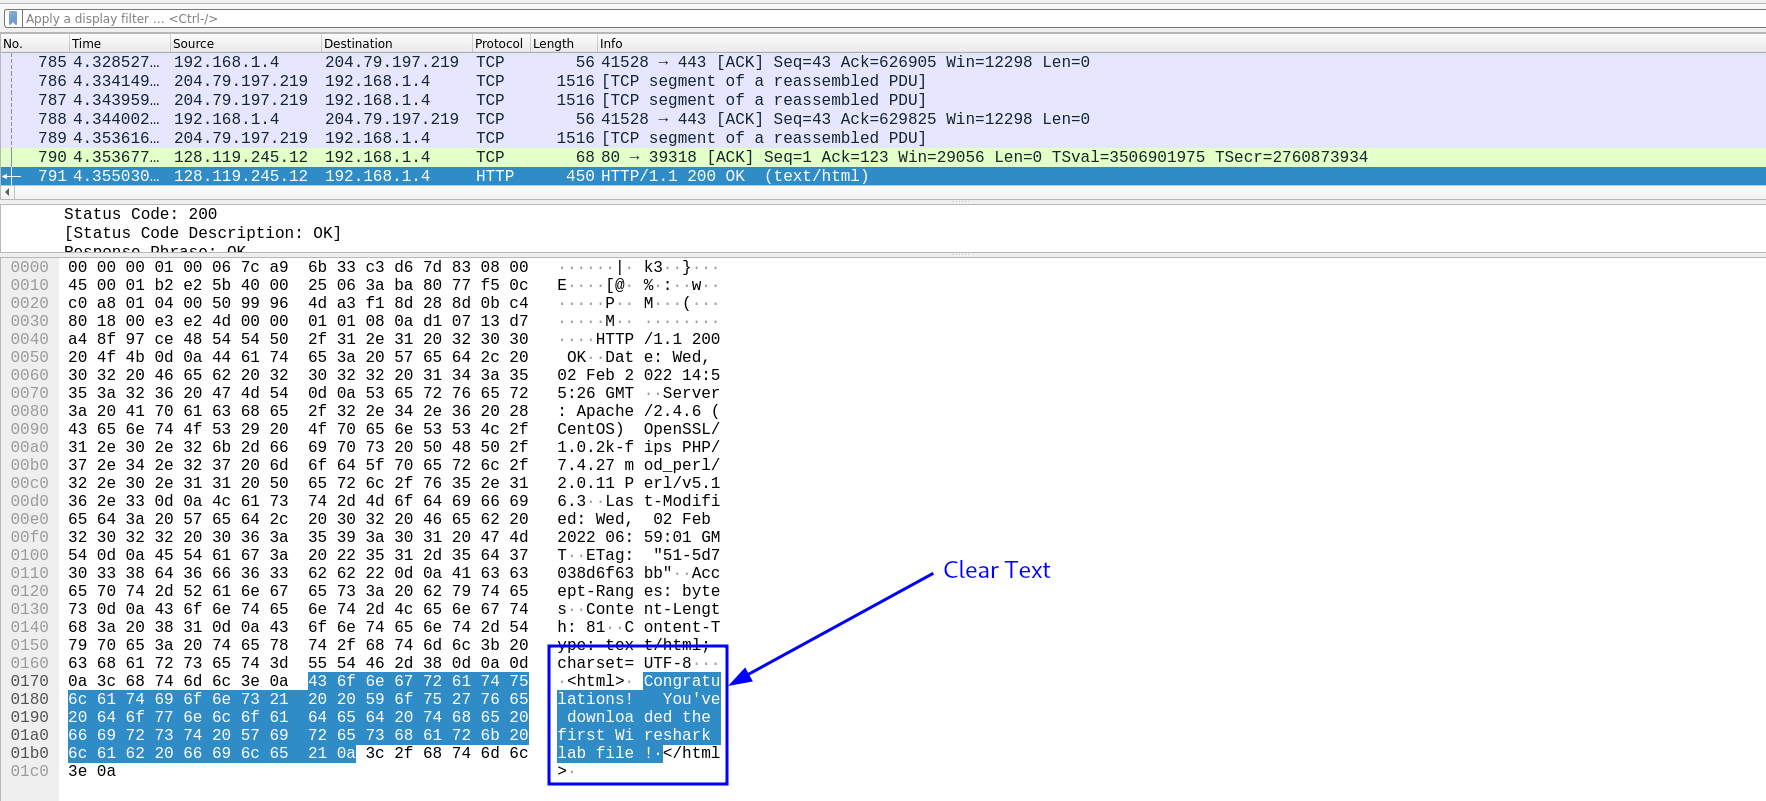 Apply a display filter … <Ctrl-/>
No. Time Source Destination Protocol Length Info
785 4.328527… 192.168.1.4 204.79.197.219 TCP 56 41528 → 443 [ACK] Seq=43 Ack=626905 Win=12298 Len=0
786 4.334149… 204.79.197.219 192.168.1.4 TCP 1516 [TCP segment of a reassembled PDU]
787 4.343959… 204.79.197.219 192.168.1.4 TCP 1516 [TCP segment of a reassembled PDU]
788 4.344002… 192.168.1.4 204.79.197.219 TCP 56 41528 → 443 [ACK] Seq=43 Ack=629825 Win=12298 Len=0
789 4.353616… 204.79.197.219 192.168.1.4 TCP 1516 [TCP segment of a reassembled PDU]
790 4.353677… 128.119.245.12 192.168.1.4 TCP 68 80 → 39318 [ACK] Seq=1 Ack=123 Win=29056 Len=0 TSval=3506901975 TSecr=2760873934
791 4.355030… 128.119.245.12 192.168.1.4 HTTP 450 HTTP/1.1 200 OK  (text/html)
Status Code: 200
[Status Code Description: OK]
Response Phrase: OK
0000 00 00 00 01 00 06 7c a9 6b 33 c3 d6 7d 83 08 00 ······|· k3··}···
0010 45 00 01 b2 e2 5b 40 00 25 06 3a ba 80 77 f5 0c E····[@· %·:··w··
0020 c0 a8 01 04 00 50 99 96 4d a3 f1 8d 28 8d 0b c4 ·····P·· M···(···
0030 80 18 00 e3 e2 4d 00 00 01 01 08 0a d1 07 13 d7 ·····M·· ········
0040 a4 8f 97 ce 48 54 54 50 2f 31 2e 31 20 32 30 30 ····HTTP /1.1 200
0050 20 4f 4b 0d 0a 44 61 74 65 3a 20 57 65 64 2c 20 OK··Dat e: Wed,
0060 30 32 20 46 65 62 20 32 30 32 32 20 31 34 3a 35 02 Feb 2 022 14:5
0070 35 3a 32 36 20 47 4d 54 0d 0a 53 65 72 76 65 72 5:26 GMT ··Server
0080 3a 20 41 70 61 63 68 65 2f 32 2e 34 2e 36 20 28 : Apache /2.4.6 (
0090 43 65 6e 74 4f 53 29 20 4f 70 65 6e 53 53 4c 2f CentOS) OpenSSL/
00a0 31 2e 30 2e 32 6b 2d 66 69 70 73 20 50 48 50 2f 1.0.2k-f ips PHP/
00b0 37 2e 34 2e 32 37 20 6d 6f 64 5f 70 65 72 6c 2f 7.4.27 m od_perl/
00c0 32 2e 30 2e 31 31 20 50 65 72 6c 2f 76 35 2e 31 2.0.11 P erl/v5.1
00d0 36 2e 33 0d 0a 4c 61 73 74 2d 4d 6f 64 69 66 69 6.3··Las t-Modifi
00e0 65 64 3a 20 57 65 64 2c 20 30 32 20 46 65 62 20 ed: Wed, 02 Feb
00f0 32 30 32 32 20 30 36 3a 35 39 3a 30 31 20 47 4d 2022 06: 59:01 GM
0100 54 0d 0a 45 54 61 67 3a 20 22 35 31 2d 35 64 37 T··ETag: "51-5d7
0110 30 33 38 64 36 66 36 33 62 62 22 0d 0a 41 63 63 038d6f63 bb"··Acc
0120 65 70 74 2d 52 61 6e 67 65 73 3a 20 62 79 74 65 ept-Rang es: byte
0130 73 0d 0a 43 6f 6e 74 65 6e 74 2d 4c 65 6e 67 74 s··Conte nt-Lengt
0140 68 3a 20 38 31 0d 0a 43 6f 6e 74 65 6e 74 2d 54 h: 81··C ontent-T
0150 79 70 65 3a 20 74 65 78 74 2f 68 74 6d 6c 3b 20 ype: tex t/html;
0160 63 68 61 72 73 65 74 3d 55 54 46 2d 38 0d 0a 0d charset= UTF-8···
0170 0a 3c 68 74 6d 6c 3e 0a 43 6f 6e 67 72 61 74 75 ·<html>· Congratu
0180 6c 61 74 69 6f 6e 73 21 20 20 59 6f 75 27 76 65 lations!   You've
0190 20 64 6f 77 6e 6c 6f 61 64 65 64 20 74 68 65 20 downloa ded the
01a0 66 69 72 73 74 20 57 69 72 65 73 68 61 72 6b 20 first Wi reshark
01b0 6c 61 62 20 66 69 6c 65 21 0a 3c 2f 68 74 6d 6c lab file !·</html
01c0 3e 0a >·
Clear Text